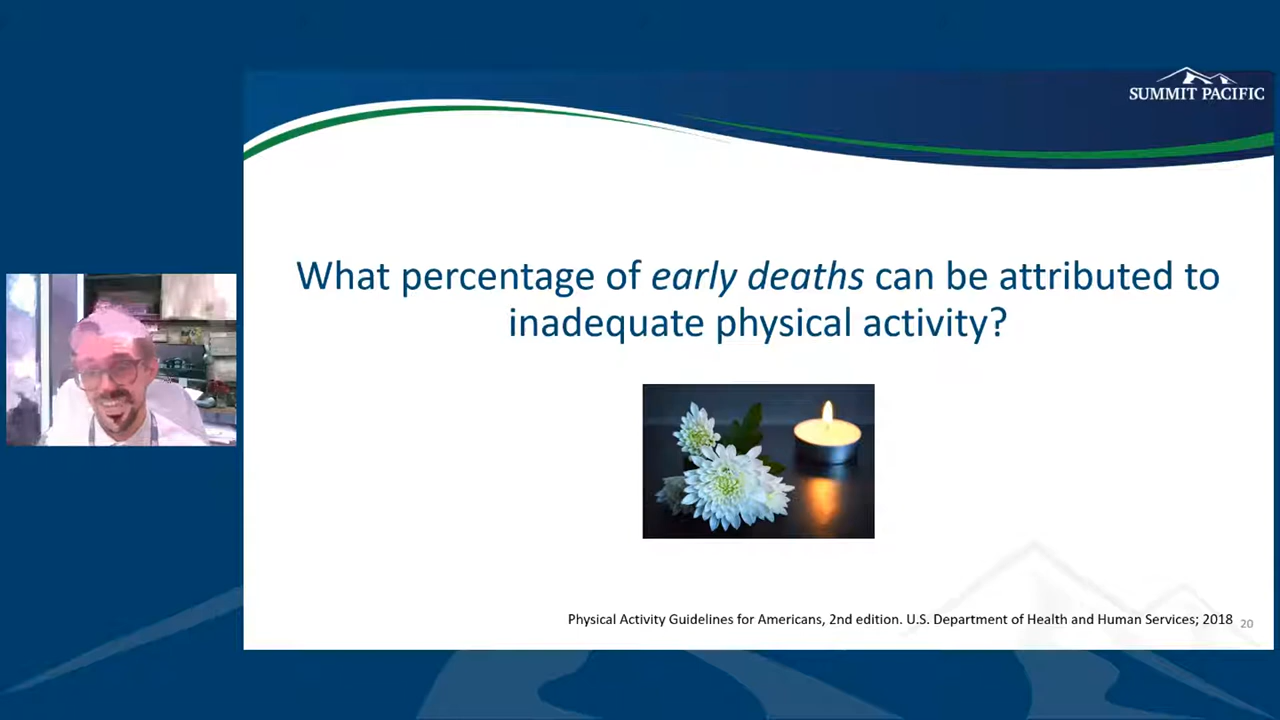 SUMMIT PACIFIC
What percentage of early deaths can be attributed to
inadequate physical activity?
Physical Activity Guidelines for Americans, 2nd edition. U.S. Department of Health and Human Services; 2018
20